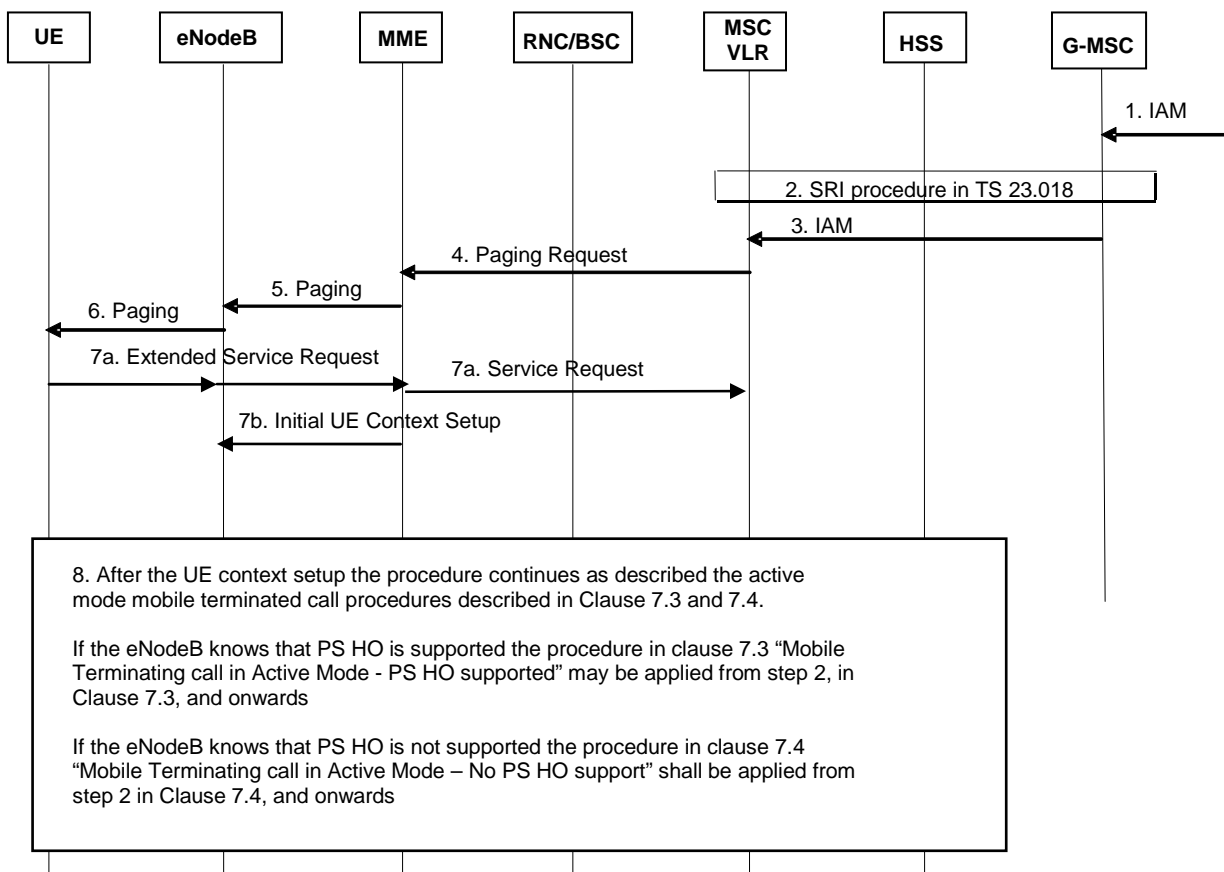 UE
eNodeB
MME
RNC/BSC
MSC
VLR
HSS
G-MSC
1. IAM
2. SRI procedure in TS 23.018
3. IAM
4. Paging Request
5. Paging
6. Paging
7a. Extended Service Request
7a. Service Request
7b. Initial UE Context Setup
8. After the UE context setup the procedure continues as described the active
mode mobile terminated call procedures described in Clause 7.3 and 7.4.
If the eNodeB knows that PS HO is supported the procedure in clause 7.3 “Mobile
Terminating call in Active Mode - PS HO supported” may be applied from step 2, in
Clause 7.3, and onwards
If the eNodeB knows that PS HO is not supported the procedure in clause 7.4
“Mobile Terminating call in Active Mode – No PS HO support” shall be applied from
step 2 in Clause 7.4, and onwards